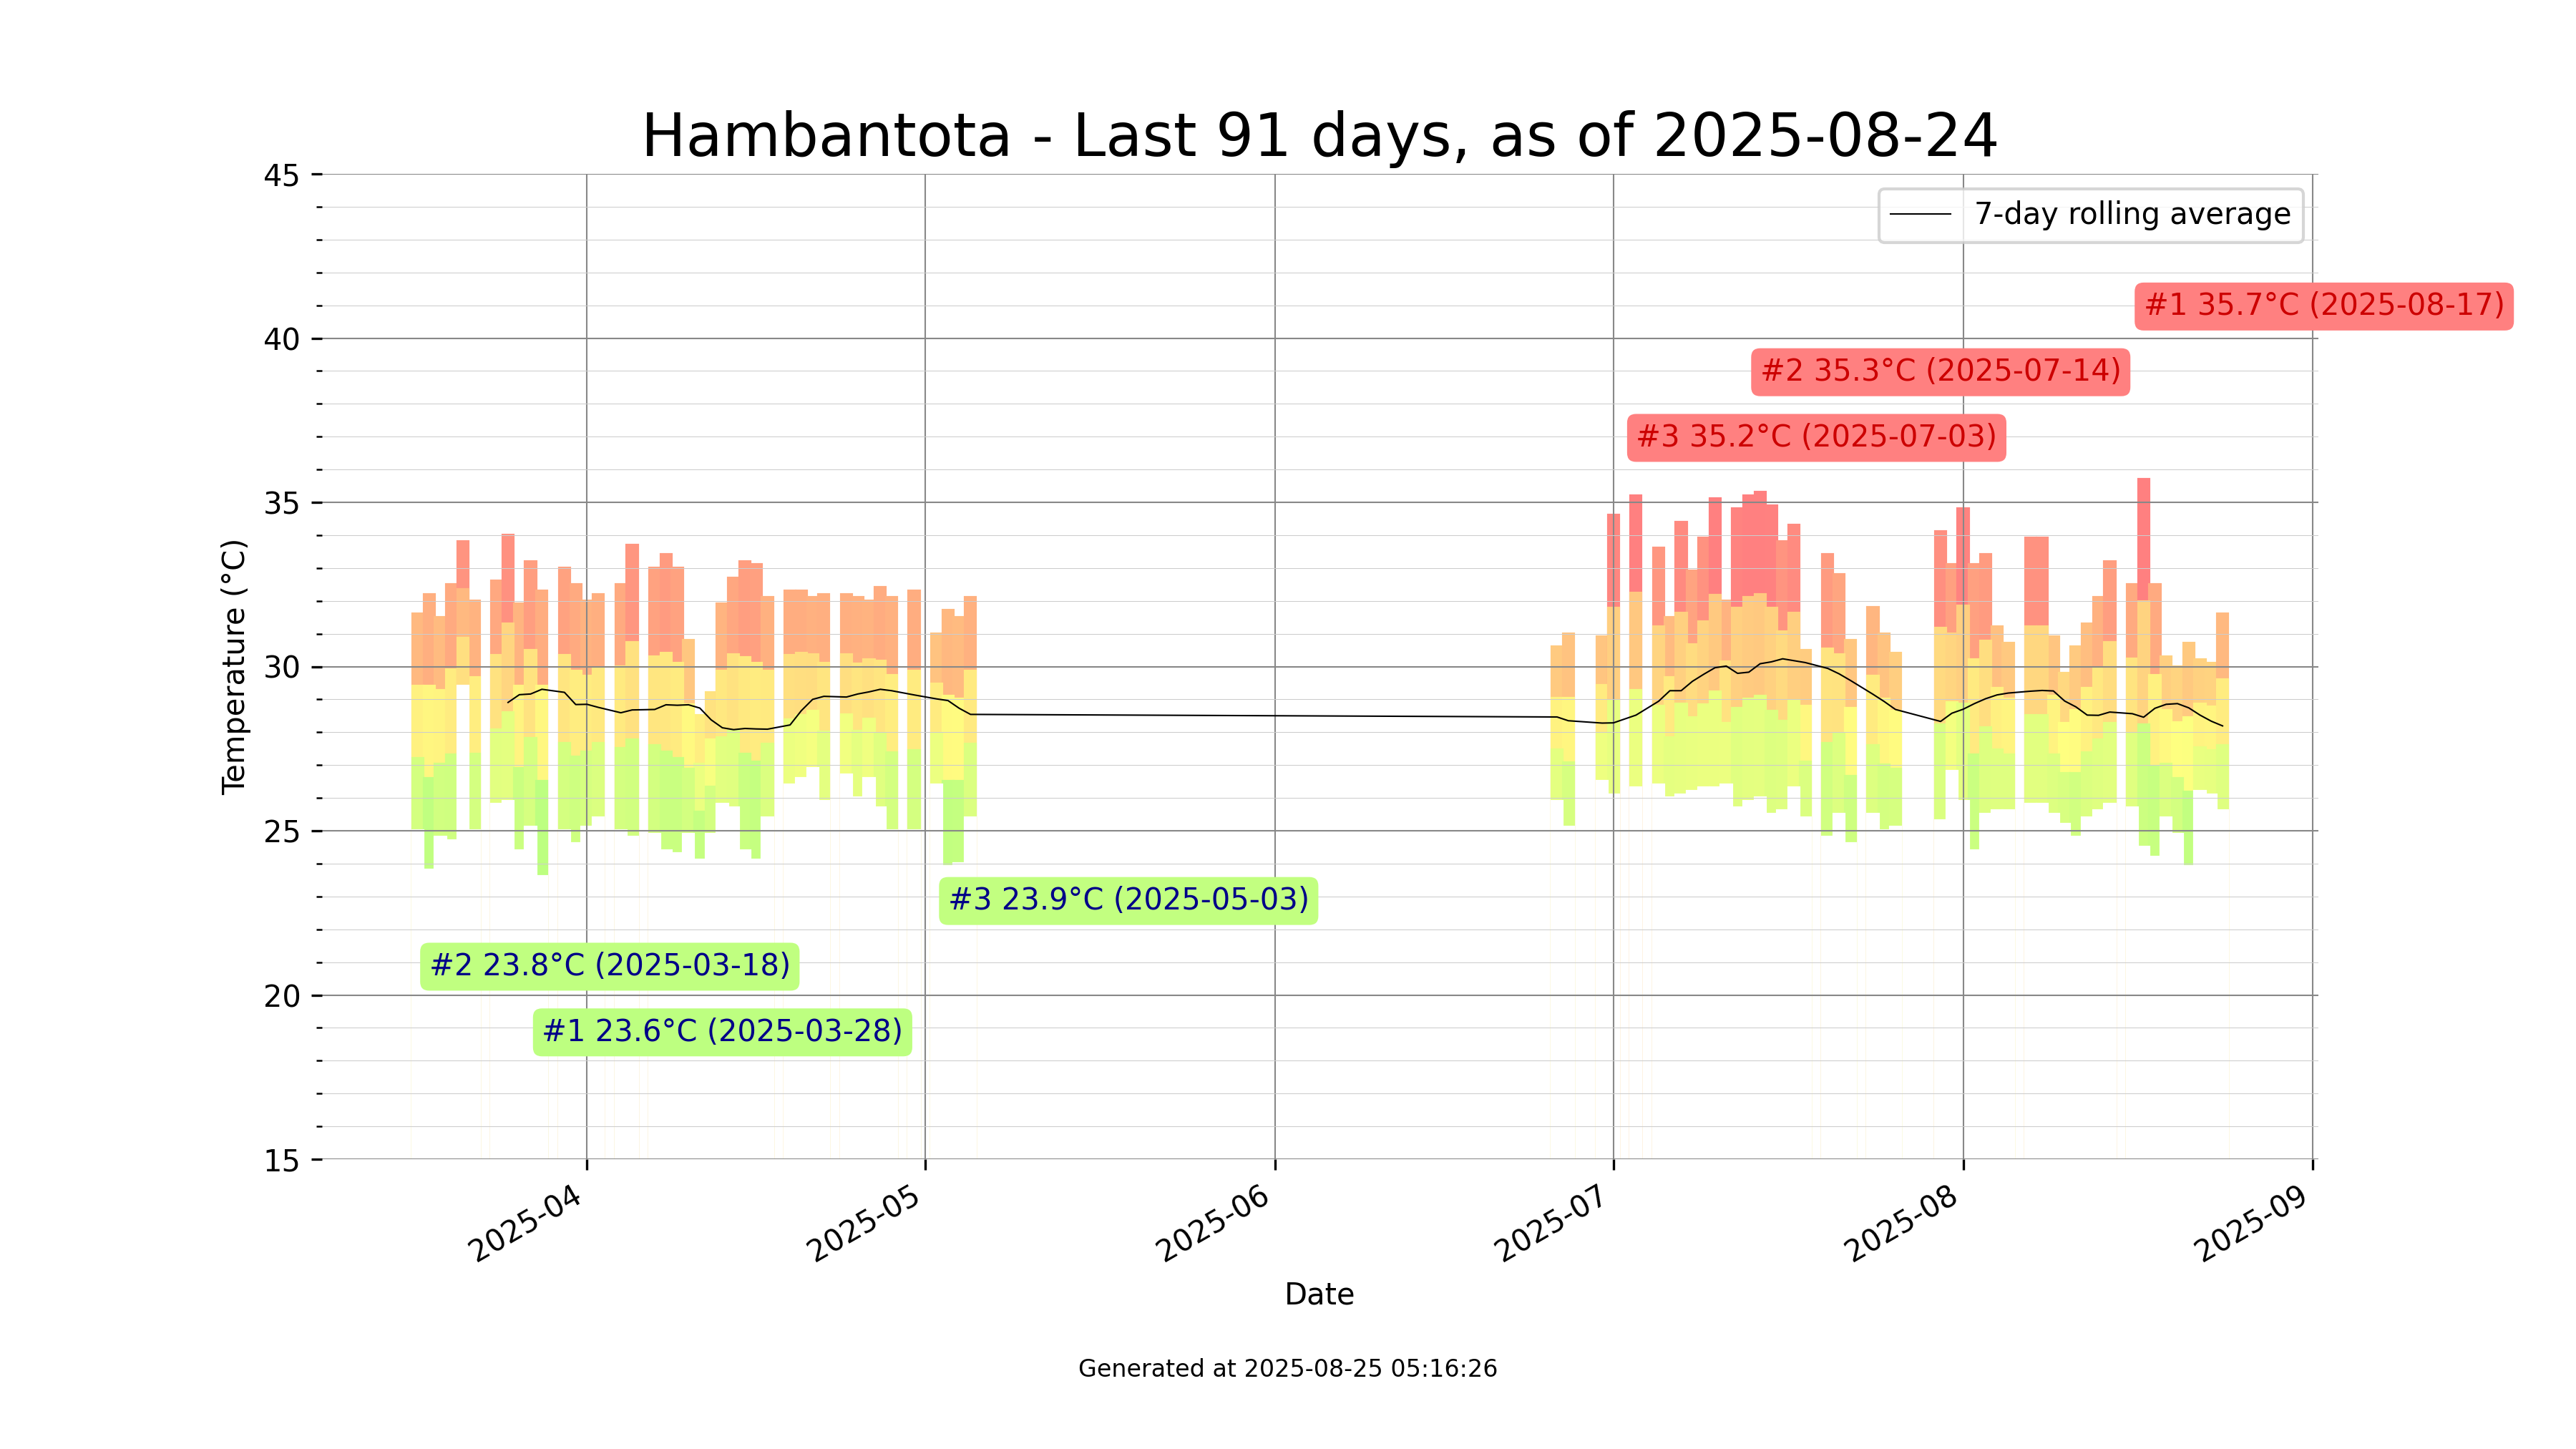 Hambantota - Last 91 days, as of 2025-08-24
7-day rolling average
#1 35.7°C (2025-08-17)
#2 35.3°C (2025-07-14)
#3 35.2°C (2025-07-03)
#3 23.9°C (2025-05-03)
#2 23.8°C (2025-03-18)
#1 23.6°C (2025-03-28)
Temperature (°C)
45
40
35
30
25
20
15
2025-04
2025-05
2025-06
2025-07
2025-08
2025-09
Date
Generated at 2025-08-25 05:16:26